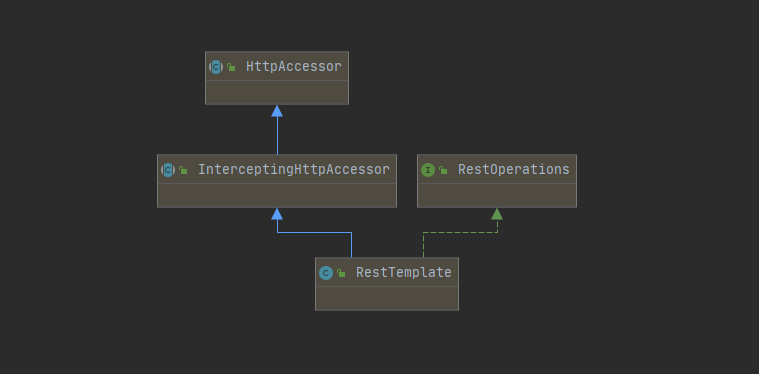 HttpAccessor
InterceptingHttpAccessor
RestOperations
RestTemplate